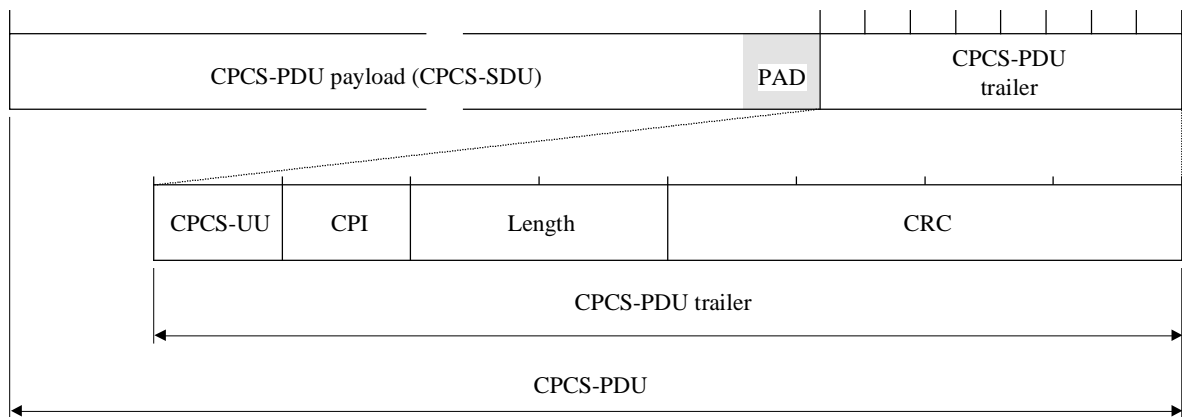 CPCS-PDU payload (CPCS-SDU)
PAD
CPCS-PDU
trailer
CPCS-UU
CPI
Length
CRC
CPCS-PDU trailer
CPCS-PDU